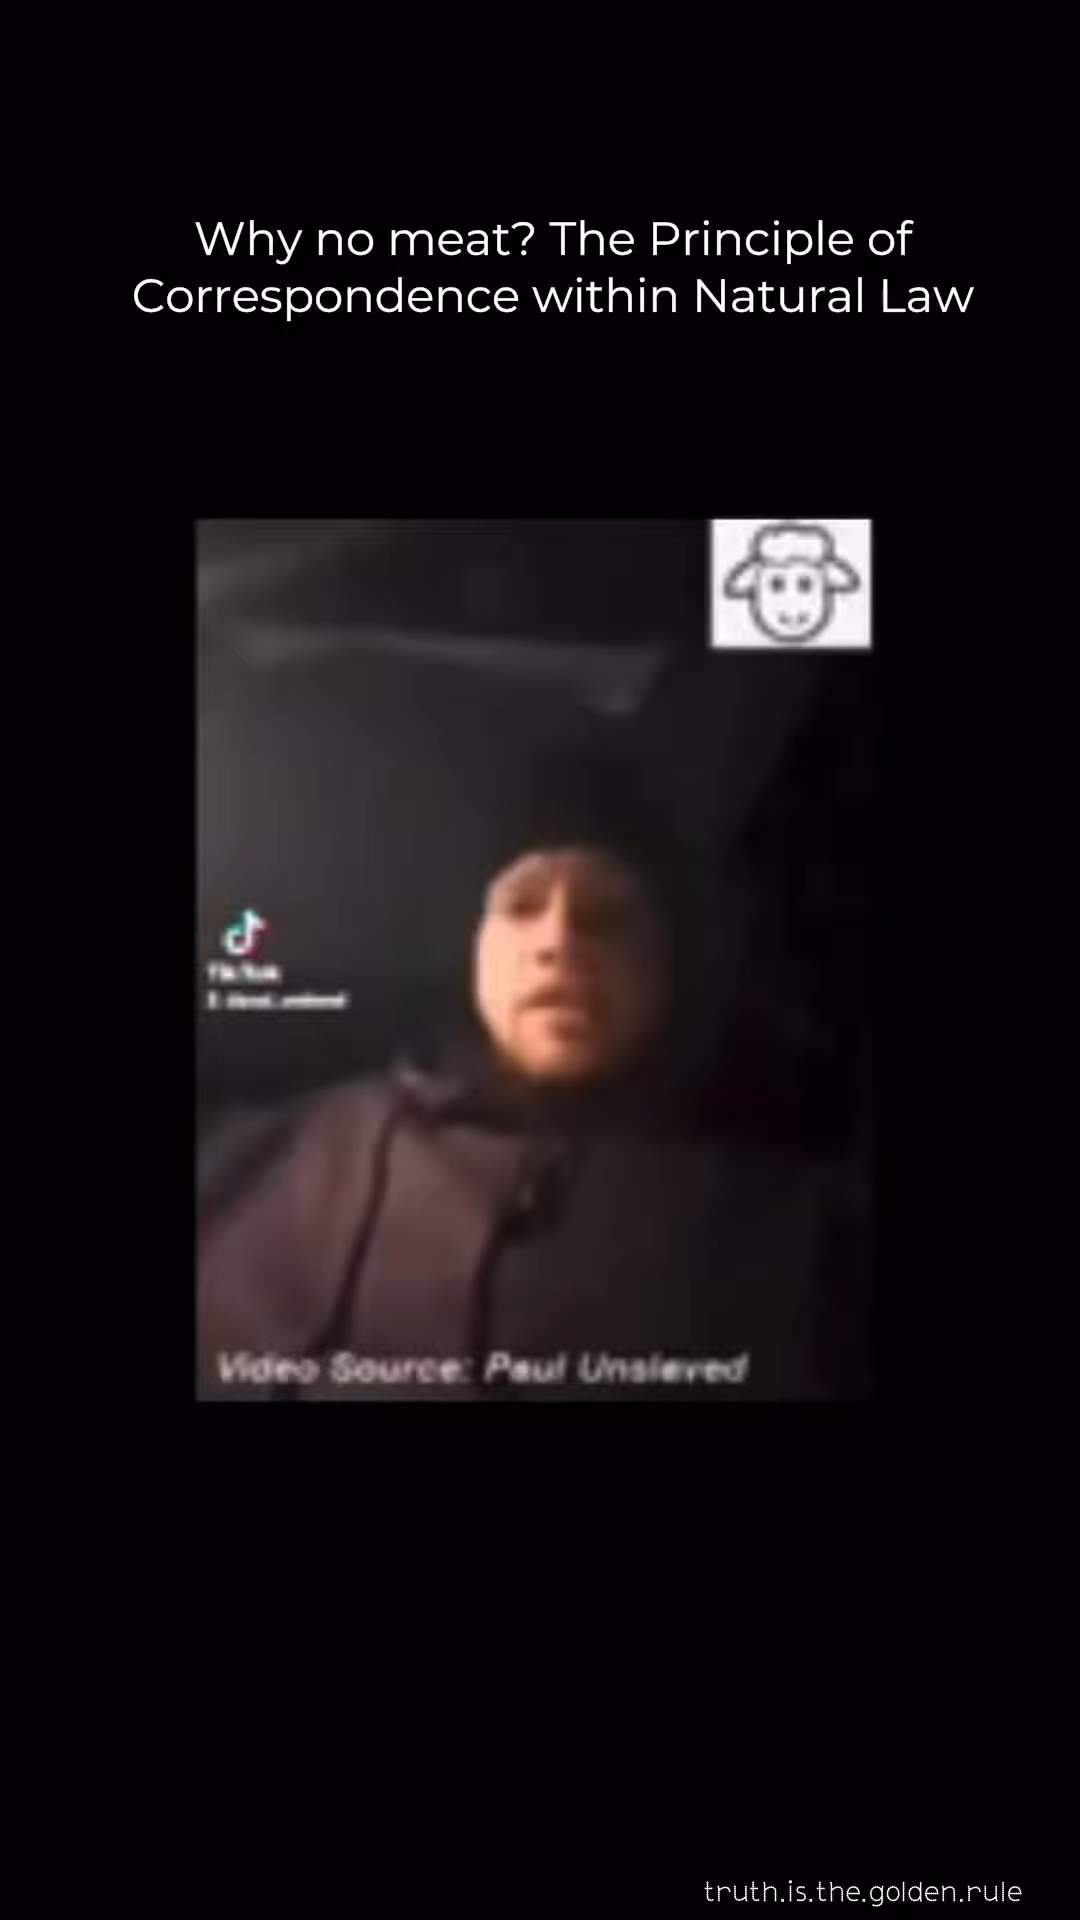 Why no meat? The Principle of
Correspondence within Natural Law
TikTok
Video Source: Paul Unslaved
truth.is.the.golden.rule